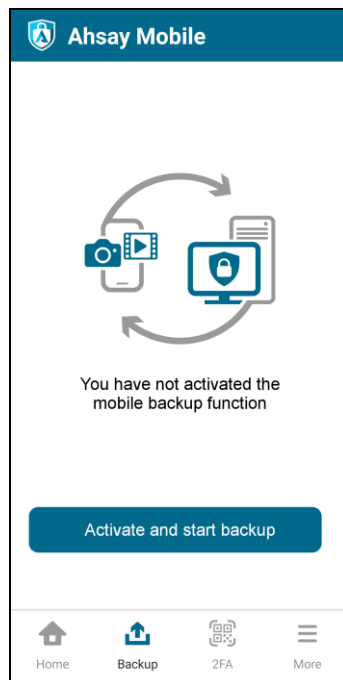 Ahsay Mobile
You have not activated the
mobile backup function
Activate and start backup
Home
Backup
2FA
More